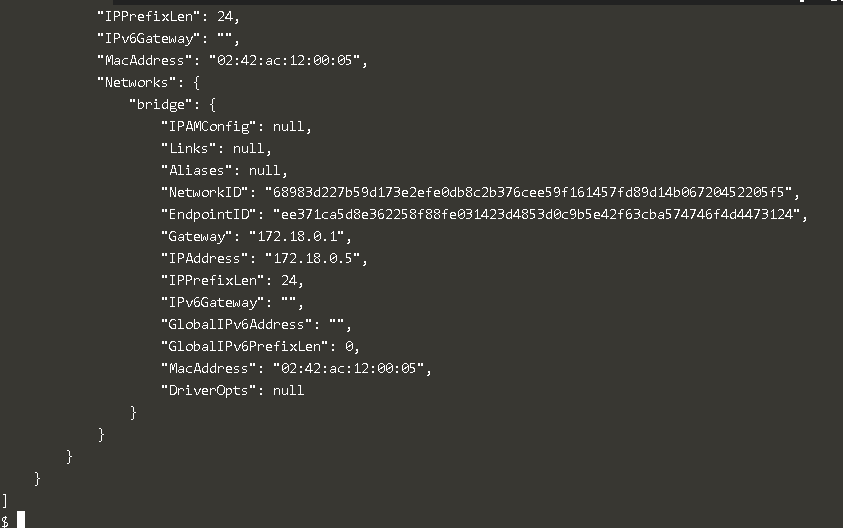 "IPPrefixLen": 24,
"IPv6Gateway": "",
"MacAddress": "02:42:ac:12:00:05",
"Networks": {
"bridge": {
"IPAMConfig": null,
"Links": null,
"Aliases": null,
"NetworkID": "68983d227b59d173e2efe0db8c2b376cee59f161457fd89d14b06720452205f5",
"EndpointID": "ee371ca5d8e362258f88fe031423d4853d0c9b5e42f63cba574746f4d4473124",
"Gateway": "172.18.0.1",
"IPAddress": "172.18.0.5",
"IPPrefixLen": 24,
"IPv6Gateway": "",
"GlobalIPv6Address": "",
"GlobalIPv6PrefixLen": 0,
"MacAddress": "02:42:ac:12:00:05",
"DriverOpts": null
}
}
}
}
]
$